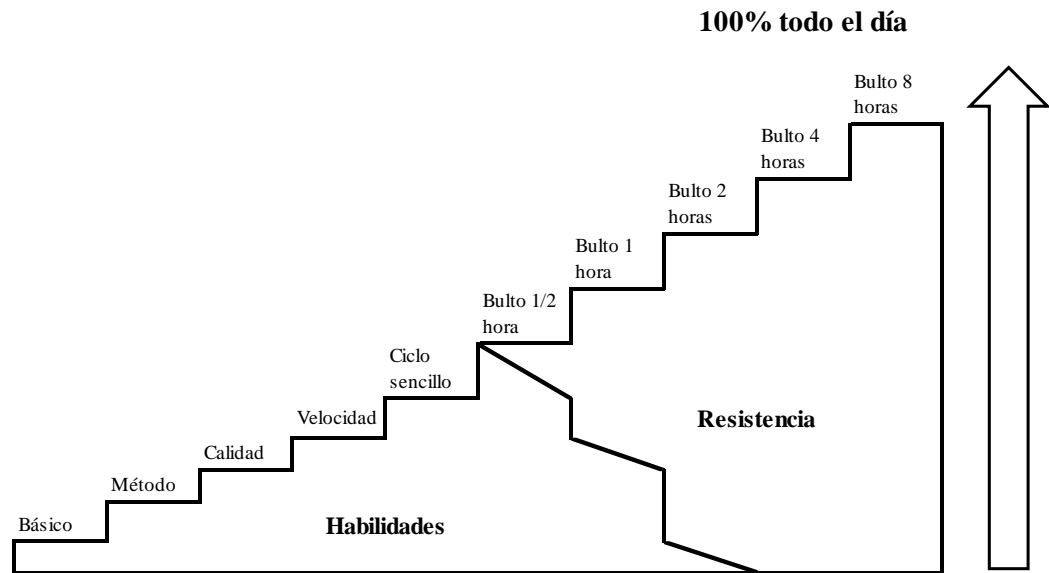 100% todo el día
Bulto 8
horas
Bulto 4
horas
Bulto 2
horas
Bulto 1
hora
Bulto 1/2
hora
Ciclo
sencillo
Velocidad
Calidad
Método
Básico
Resistencia
Habilidades